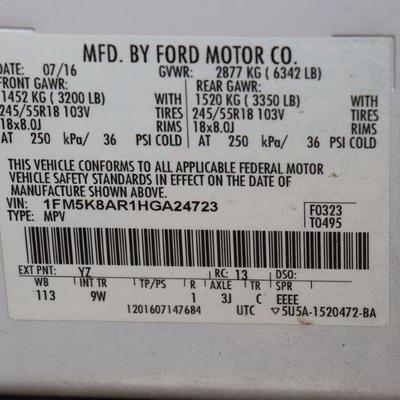 MFD. BY FORD MOTOR CO.
DATE: 07/16 GVWR: 2877 KG ( 6342 LB)
FRONT GAWR: REAR GAWR:
1452 KG ( 3200 LB) WITH 1520 KG ( 3350 LB) WITH
245/55R18 103V TIRES 245/55R18 103V TIRES
18x8.0J RIMS 18x8.0J RIMS
AT 250 kPa/ 36 PSI COLD AT 250 kPa/ 36 PSI COLD
THIS VEHICLE CONFORMS TO ALL APPLICABLE FEDERAL MOTOR
VEHICLE SAFETY STANDARDS IN EFFECT ON THE DATE OF
MANUFACTURE SHOWN ABOVE.
VIN: 1FM5K8AR1HGA24723 F0323
TYPE: MPV T0495
EXT PNT: YZ RC: 13 DSO:
WB INT TR TP/PS R AXLE TR SPR
113 9W 1 3J C EEEE
1201607147684 UTC ▽5U5A-1520472-BA